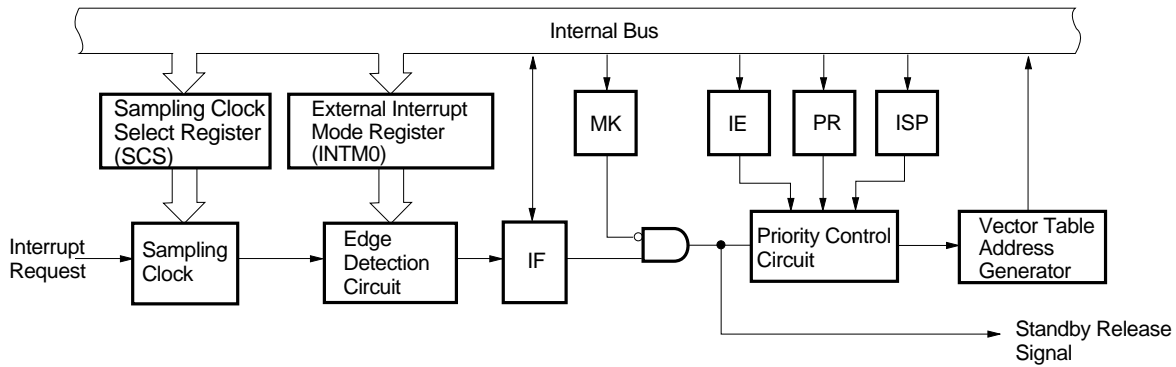 Internal Bus
Sampling Clock
Select Register
(SCS)
External Interrupt
Mode Register
(INTM0)
MK
IE
PR
ISP
Interrupt
Request
Sampling
Clock
Edge
Detection
Circuit
IF
Priority Control
Circuit
Vector Table
Address
Generator
Standby Release
Signal